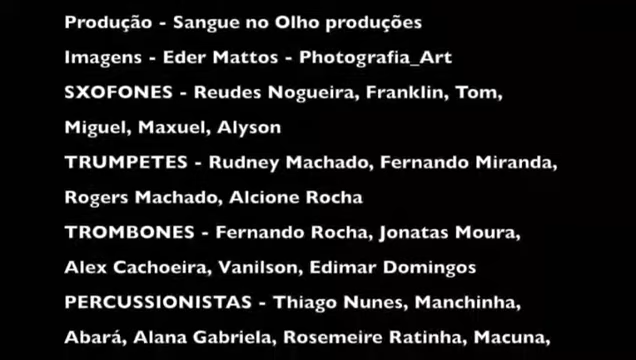 Produção - Sangue no Olho produções
Imagens - Eder Mattos - Photografia_Art
SXOFONES - Reudes Nogueira, Franklin, Tom,
Miguel, Maxuel, Alyson
TRUMPETES - Rudney Machado, Fernando Miranda,
Rogers Machado, Alcione Rocha
TROMBONES - Fernando Rocha, Jonatas Moura,
Alex Cachoeira, Vanilson, Edimar Domingos
PERCUSSIONISTAS - Thiago Nunes, Manchinha,
Abará, Alana Gabriela, Rosemeire Ratinha, Macuna,